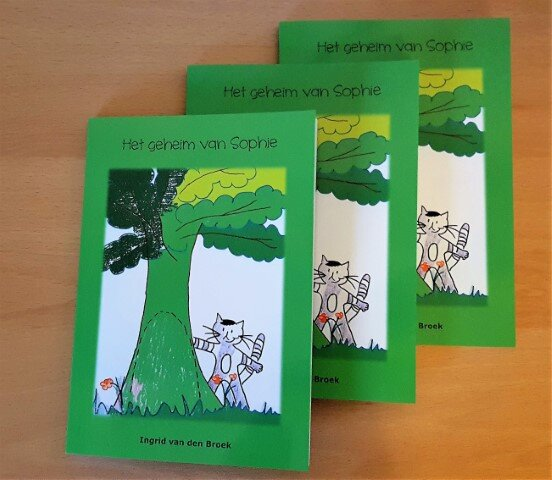 Het geheim van Sophie
Het geheim van Sophie
Het geheim van Sophie
Broek
Broek
Ingrid van den Broek